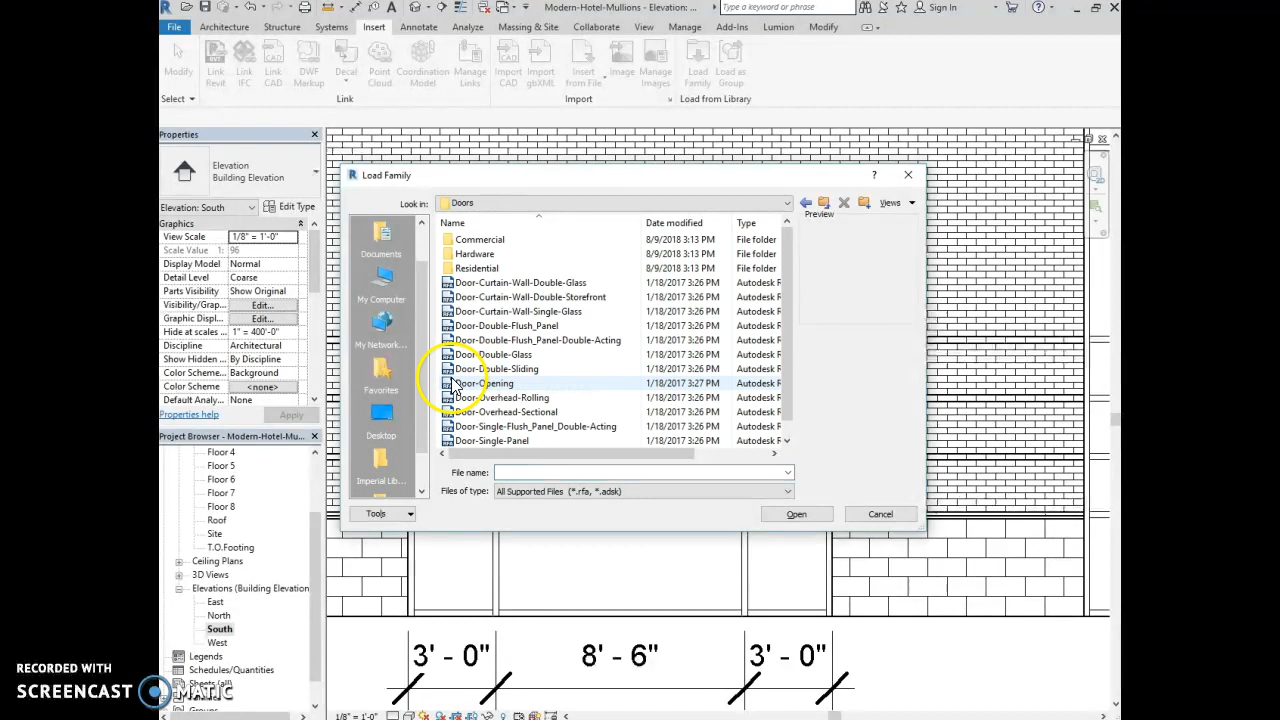 Modern-Hotel-Mullions - Elevation: ...
Type a keyword or phrase
Sign In
File Architecture Structure Systems Insert Annotate Analyze Massing & Site Collaborate View Manage Add-Ins Lumion Modify
Modify
Link Revit
Link IFC
Link CAD
DWF Markup
Decal
Point Cloud
Coordination Model
Manage Links
Import CAD
Import gbXML
Insert from File
Image
Manage Images
Load Family
Load as Group
Select
Link
Import
Load from Library
Properties
Elevation
Building Elevation
Elevation: South
Edit Type
Graphics
View Scale 1/8" = 1'-0"
Scale Value 1: 96
Display Model Normal
Detail Level Coarse
Parts Visibility Show Original
Visibility/Grap... Edit...
Graphic Displ... Edit...
Hide at scales ... 1" = 400'-0"
Discipline Architectural
Show Hidden ... By Discipline
Color Scheme ... Background
Color Scheme <none>
Default Analy... None
Properties help
Apply
Project Browser - Modern-Hotel-Mu...
Floor 4
Floor 5
Floor 6
Floor 7
Floor 8
Roof
Site
T.O.Footing
Ceiling Plans
3D Views
Elevations (Building Elevation
East
North
South
West
Legends
Schedules/Quantities
Sheets (all)
Load Family
Look in: Doors
Views
Documents
My Computer
My Network...
Favorites
Desktop
Imperial Lib...
Name Date modified Type
Commercial 8/9/2018 3:13 PM File folder
Hardware 8/9/2018 3:13 PM File folder
Residential 8/9/2018 3:13 PM File folder
Door-Curtain-Wall-Double-Glass 1/18/2017 3:26 PM Autodesk R
Door-Curtain-Wall-Double-Storefront 1/18/2017 3:26 PM Autodesk R
Door-Curtain-Wall-Single-Glass 1/18/2017 3:26 PM Autodesk R
Door-Double-Flush_Panel 1/18/2017 3:26 PM Autodesk R
Door-Double-Flush_Panel-Double-Acting 1/18/2017 3:26 PM Autodesk R
Door-Double-Glass 1/18/2017 3:26 PM Autodesk R
Door-Double-Sliding 1/18/2017 3:26 PM Autodesk R
Door-Opening 1/18/2017 3:27 PM Autodesk R
Door-Overhead-Rolling 1/18/2017 3:26 PM Autodesk R
Door-Overhead-Sectional 1/18/2017 3:26 PM Autodesk R
Door-Single-Flush_Panel_Double-Acting 1/18/2017 3:26 PM Autodesk R
Door-Single-Panel 1/18/2017 3:26 PM Autodesk R
Preview
File name:
Files of type: All Supported Files (*.rfa, *.adsk)
Tools
Open
Cancel
3' - 0" 8' - 6" 3' - 0"
1/8" = 1'-0"
RECORDED WITH
SCREENCAST MATIC